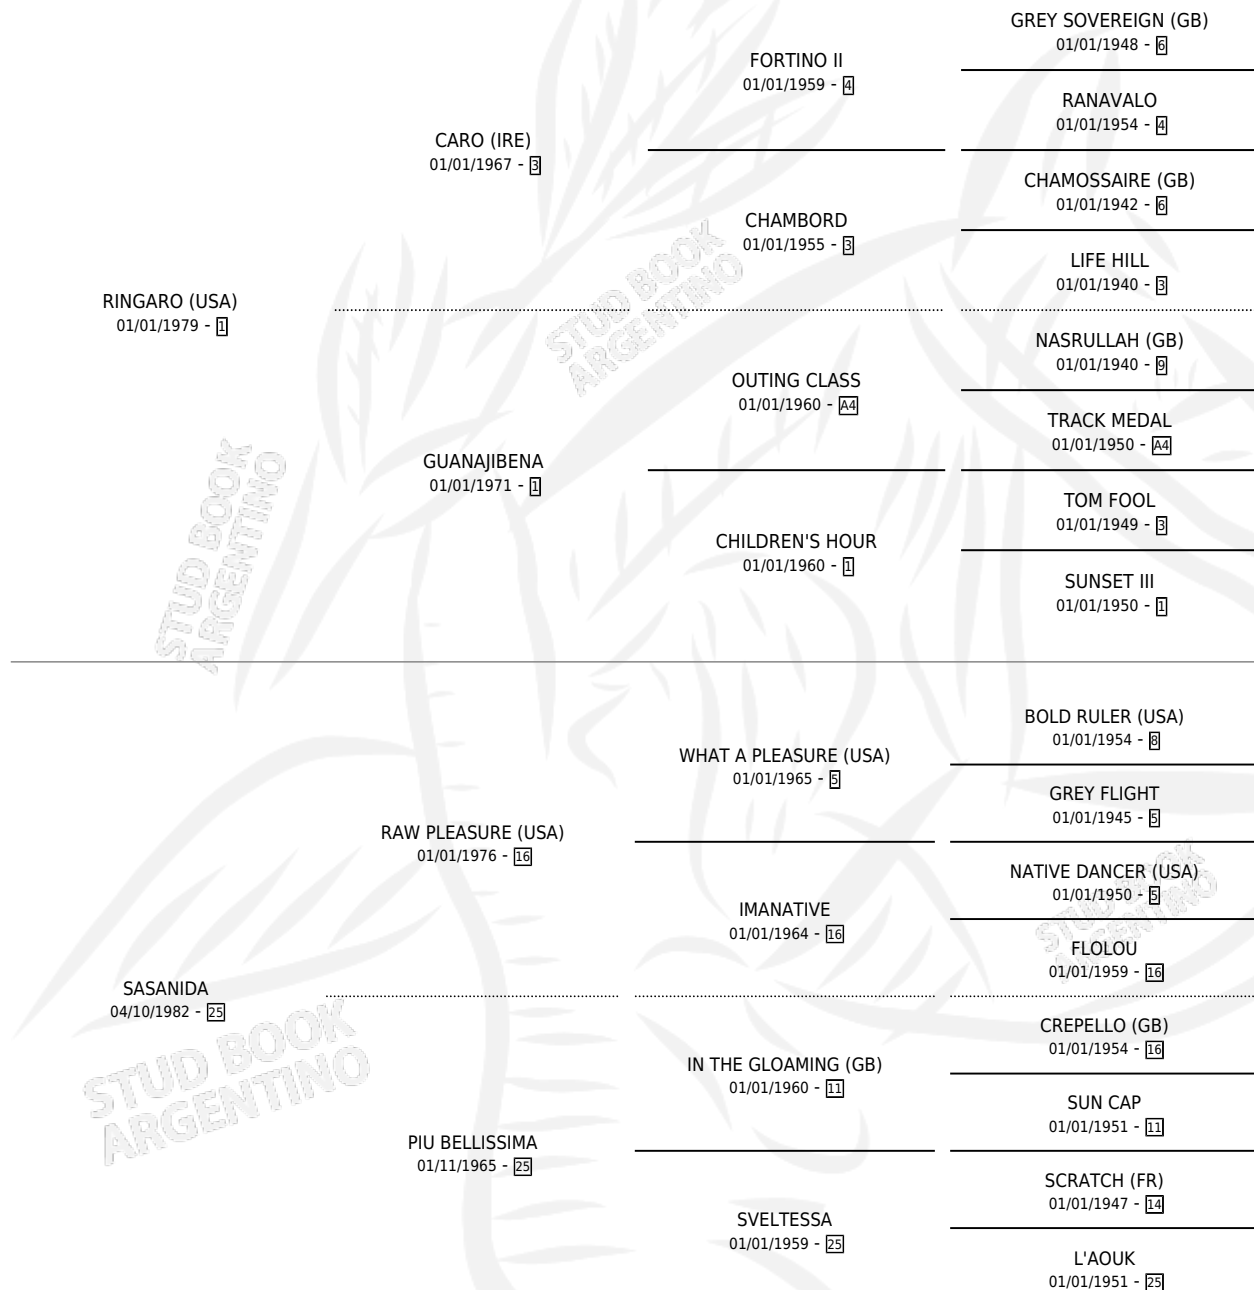 GREY SOVEREIGN (GB)
01/01/1948 - 6
FORTINO II
01/01/1959 - 4
RANAVALO
01/01/1954 - 4
CARO (IRE)
01/01/1967 - 3
CHAMOSSAIRE (GB)
01/01/1942 - 6
CHAMBORD
01/01/1955 - 3
LIFE HILL
01/01/1940 - 3
RINGARO (USA)
01/01/1979 - 1
STUD BOOK
ARGENTINO
NASRULLAH (GB)
01/01/1940 - 9
OUTING CLASS
01/01/1960 - A4
TRACK MEDAL
01/01/1950 - A4
GUANAJIBENA
01/01/1971 - 1
TOM FOOL
01/01/1949 - 3
CHILDREN'S HOUR
01/01/1960 - 1
SUNSET III
01/01/1950 - 1
STUD BOOK
ARGENTINO
BOLD RULER (USA)
01/01/1954 - 8
WHAT A PLEASURE (USA)
01/01/1965 - 5
GREY FLIGHT
01/01/1945 - 5
RAW PLEASURE (USA)
01/01/1976 - 16
NATIVE DANCER (USA)
01/01/1950 - 5
STUD BOOK
ARGENTINO
IMANATIVE
01/01/1964 - 16
FLOLOU
01/01/1959 - 16
SASANIDA
04/10/1982 - 25
STUD BOOK
ARGENTINO
CREPELLO (GB)
01/01/1954 - 16
IN THE GLOAMING (GB)
01/01/1960 - 11
SUN CAP
01/01/1951 - 11
PIU BELLISSIMA
01/11/1965 - 25
SCRATCH (FR)
01/01/1947 - 14
SVELTESSA
01/01/1959 - 25
L'AOUK
01/01/1951 - 25